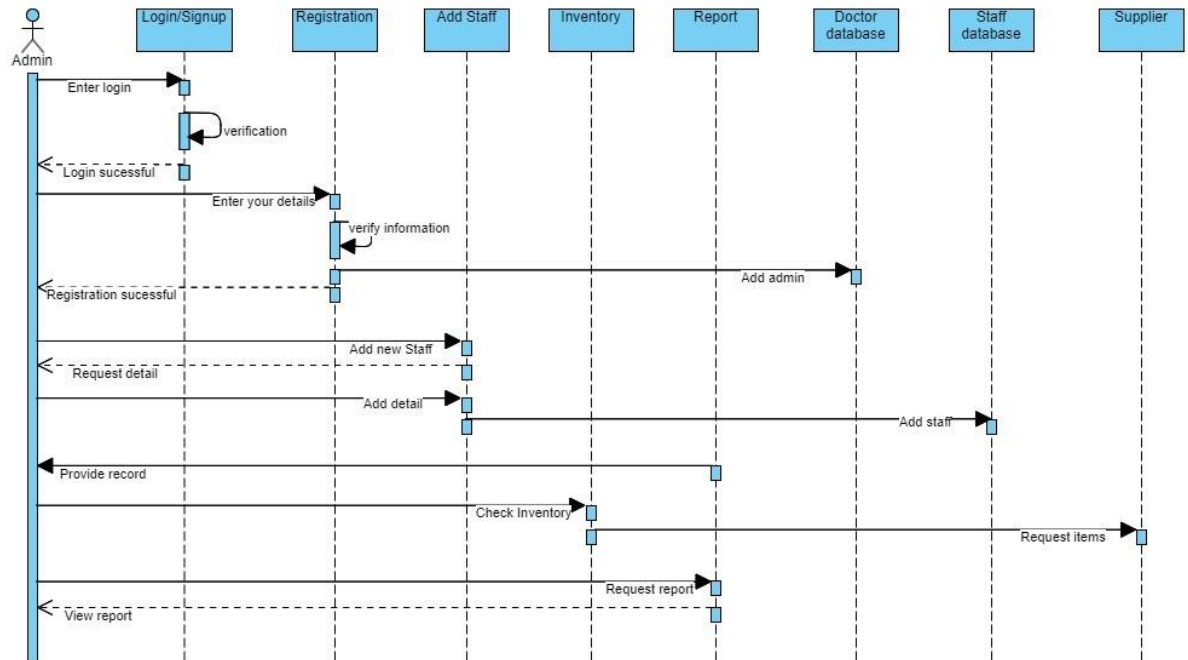 Login/Signup
Registration
Add Staff
Inventory
Report
Doctor
database
Staff
database
Supplier
Admin
Enter login
verification
Login sucessful
Enter your details
verify information
Add admin
Registration sucessful
Add new Staff
Request detail
Add detail
Add staff
Provide record
Check Inventory
Request items
Request report
View report